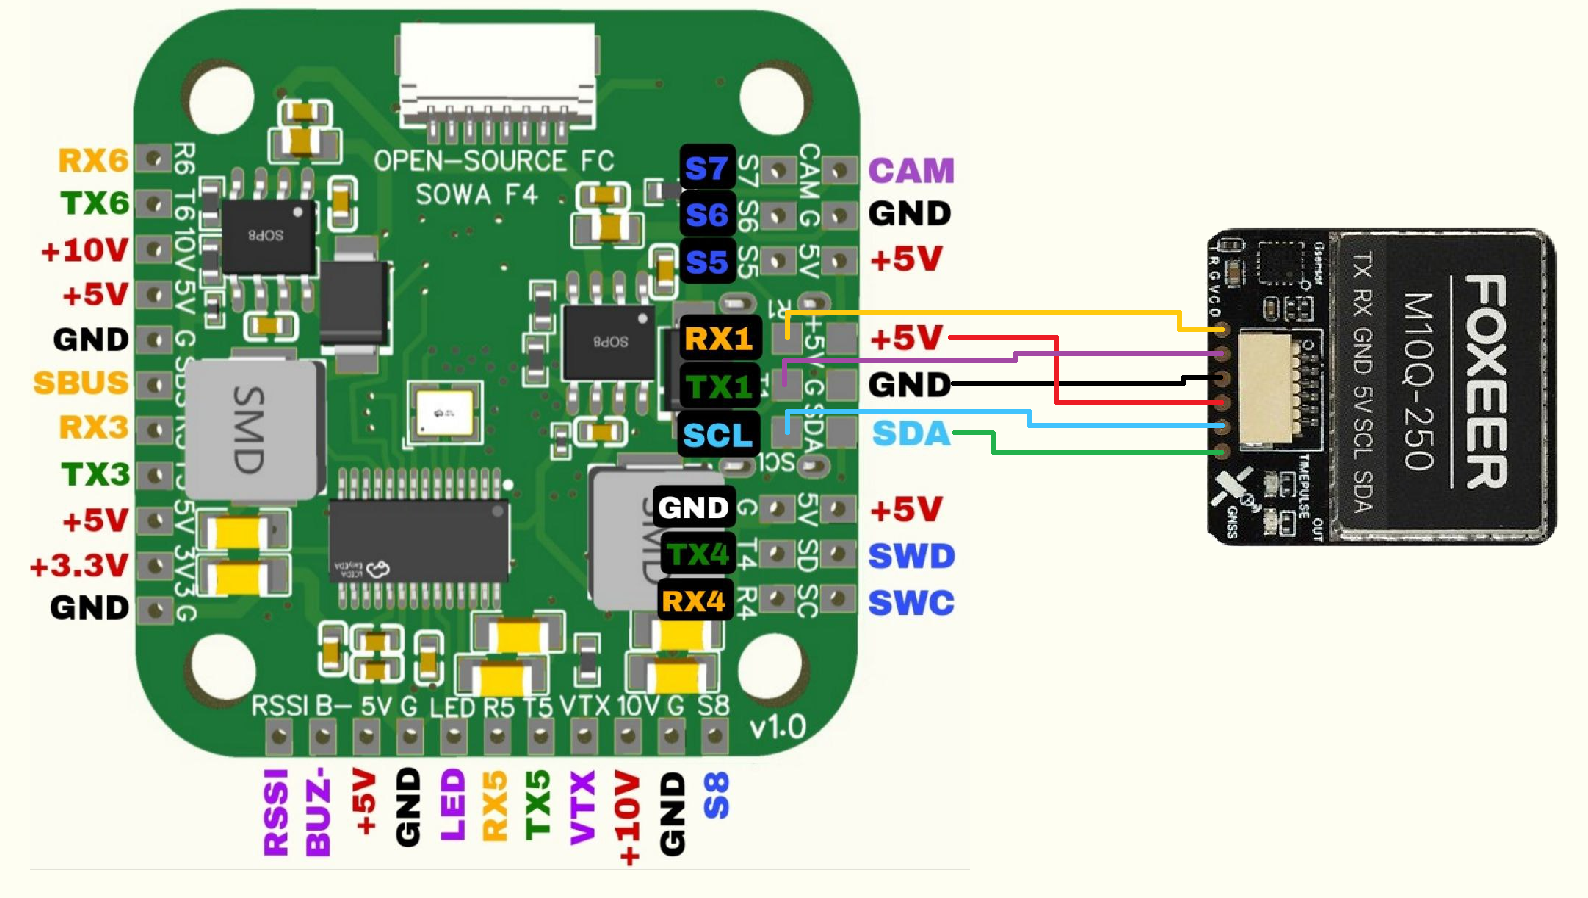 OPEN-SOURCE FC
SOWA F4
RX6
TX6
+10V
+5V
GND
SBUS
RX3
TX3
+5V
+3.3V
GND
R6
T6
10V
5V
G
5V
3V3
G
SOP8
SMD
SOP8
SMD
LCEDA
EasyEDA
S7
S6
S5
RX1
TX1
SCL
GND
TX4
RX4
S7
S6
S5
R1
T1
SCL
G
T4
R4
CAM
G
5V
+5V
G
SDA
5V
SD
SC
CAM
GND
+5V
+5V
GND
SDA
+5V
SWD
SWC
RSSI B- 5V G LED R5 T5 VTX 10V G S8
v1.0
RSSI
BUZ-
+5V
GND
LED
RX5
TX5
VTX
+10V
GND
S8
TX RX GND 5V SCL SDA
M10Q-250
FOXEER
TIMEPULSE
OUT
GNSS